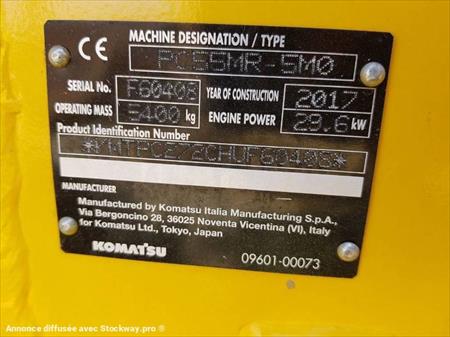 CE
MACHINE DESIGNATION / TYPE
PC55MR-5M0
SERIAL No. F60408 YEAR OF CONSTRUCTION 2017
OPERATING MASS 5400 kg ENGINE POWER 29.6 kW
Product Identification Number
MANUFACTURER
Manufactured by Komatsu Italia Manufacturing S.p.A.,
Via Bergoncino 28, 36025 Noventa Vicentina (VI), Italy
for Komatsu Ltd., Tokyo, Japan
KOMATSU 09601-00073
Annonce diffusée avec Stockway.pro ®